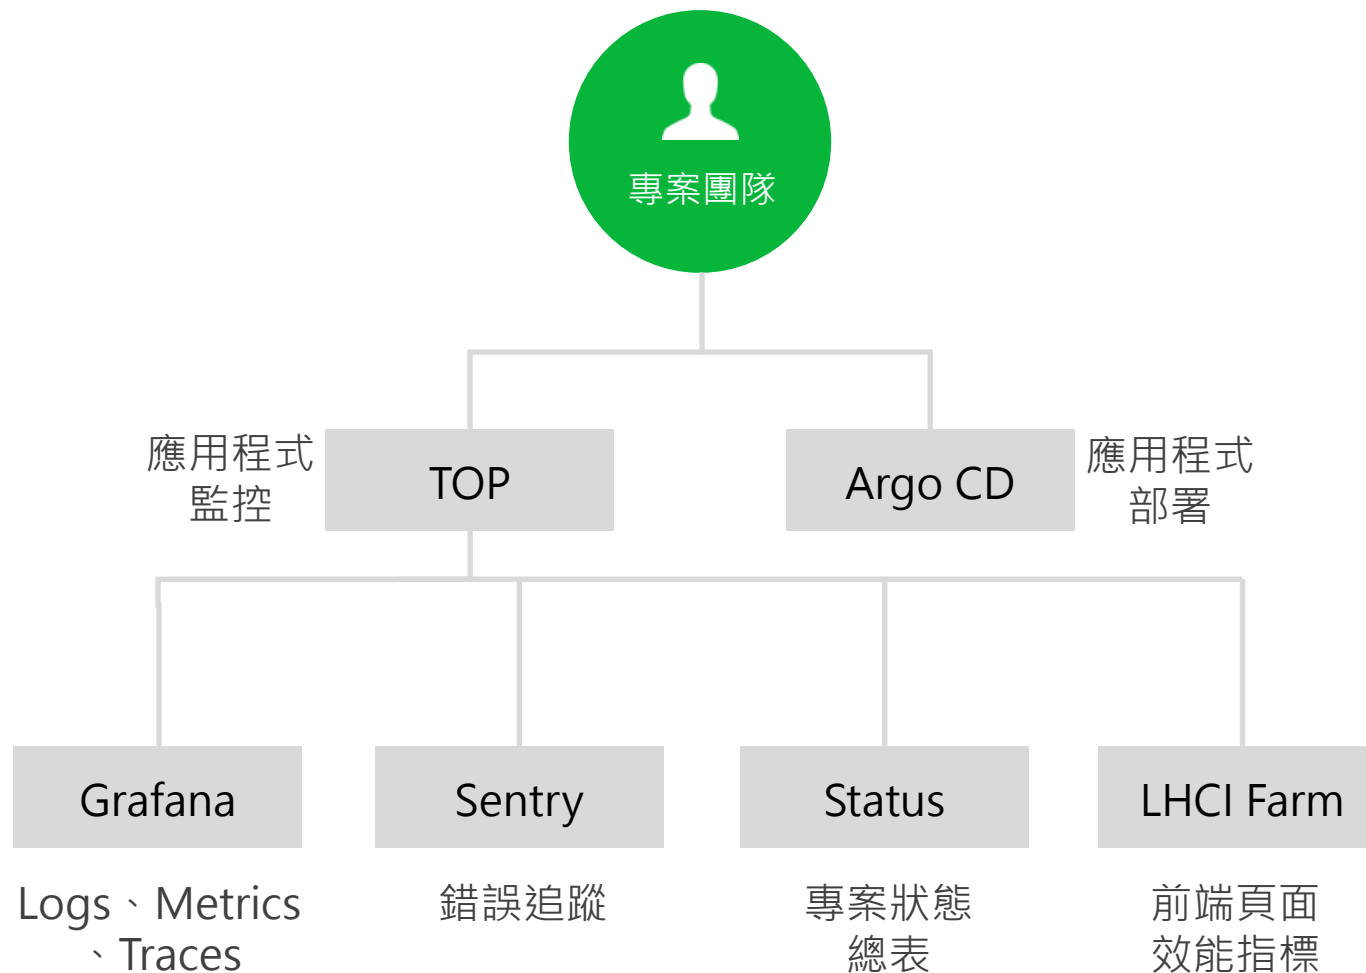 專案團隊
應用程式
監控
TOP
Argo CD
應用程式
部署
Grafana
Sentry
Status
LHCI Farm
Logs、Metrics
、Traces
錯誤追蹤
專案狀態
總表
前端頁面
效能指標